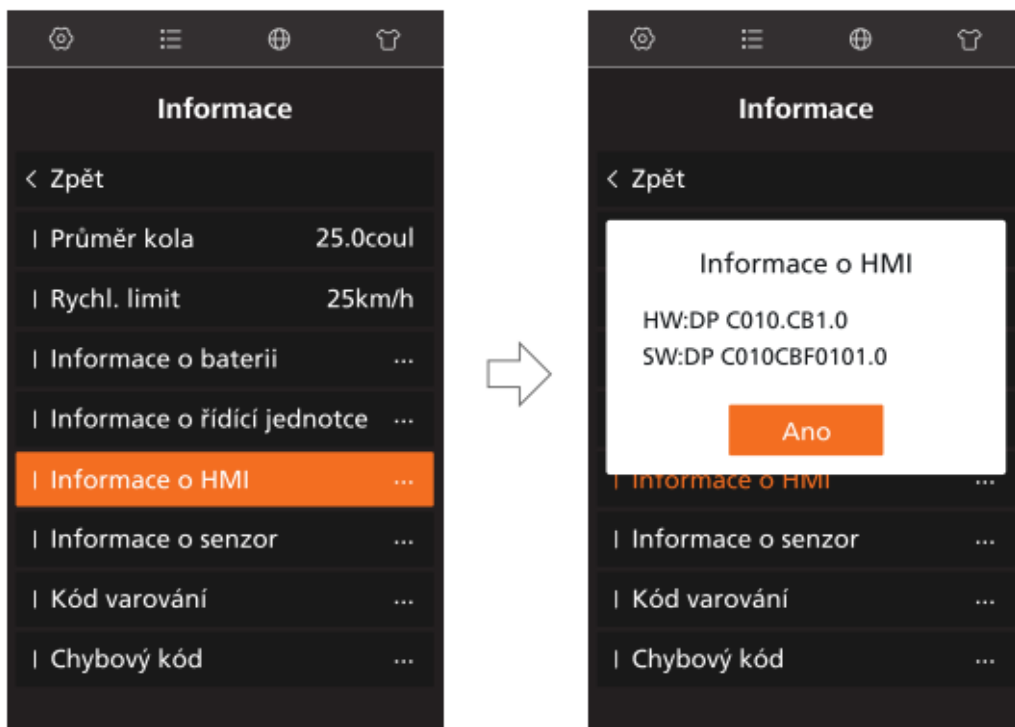 Informace
< Zpět
| Průměr kola 25.0coul
| Rychl. limit 25km/h
| Informace o baterii ...
| Informace o řídící jednotce ...
| Informace o HMI ...
| Informace o senzor ...
| Kód varování ...
| Chybový kód ...
Informace
< Zpět
Informace o HMI
HW:DP C010.CB1.0
SW:DP C010CBF0101.0
Ano
| Informace o HMI ...
| Informace o senzor ...
| Kód varování ...
| Chybový kód ...